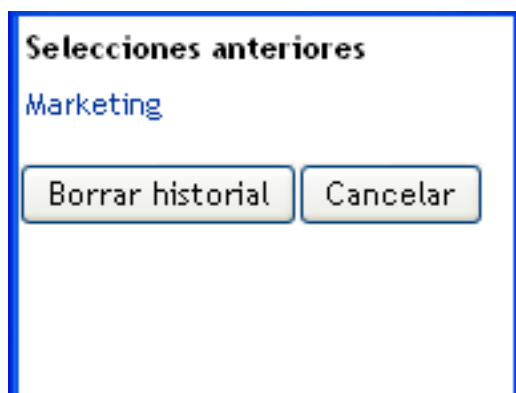 Selecciones anteriores
Marketing
Borrar historial Cancelar